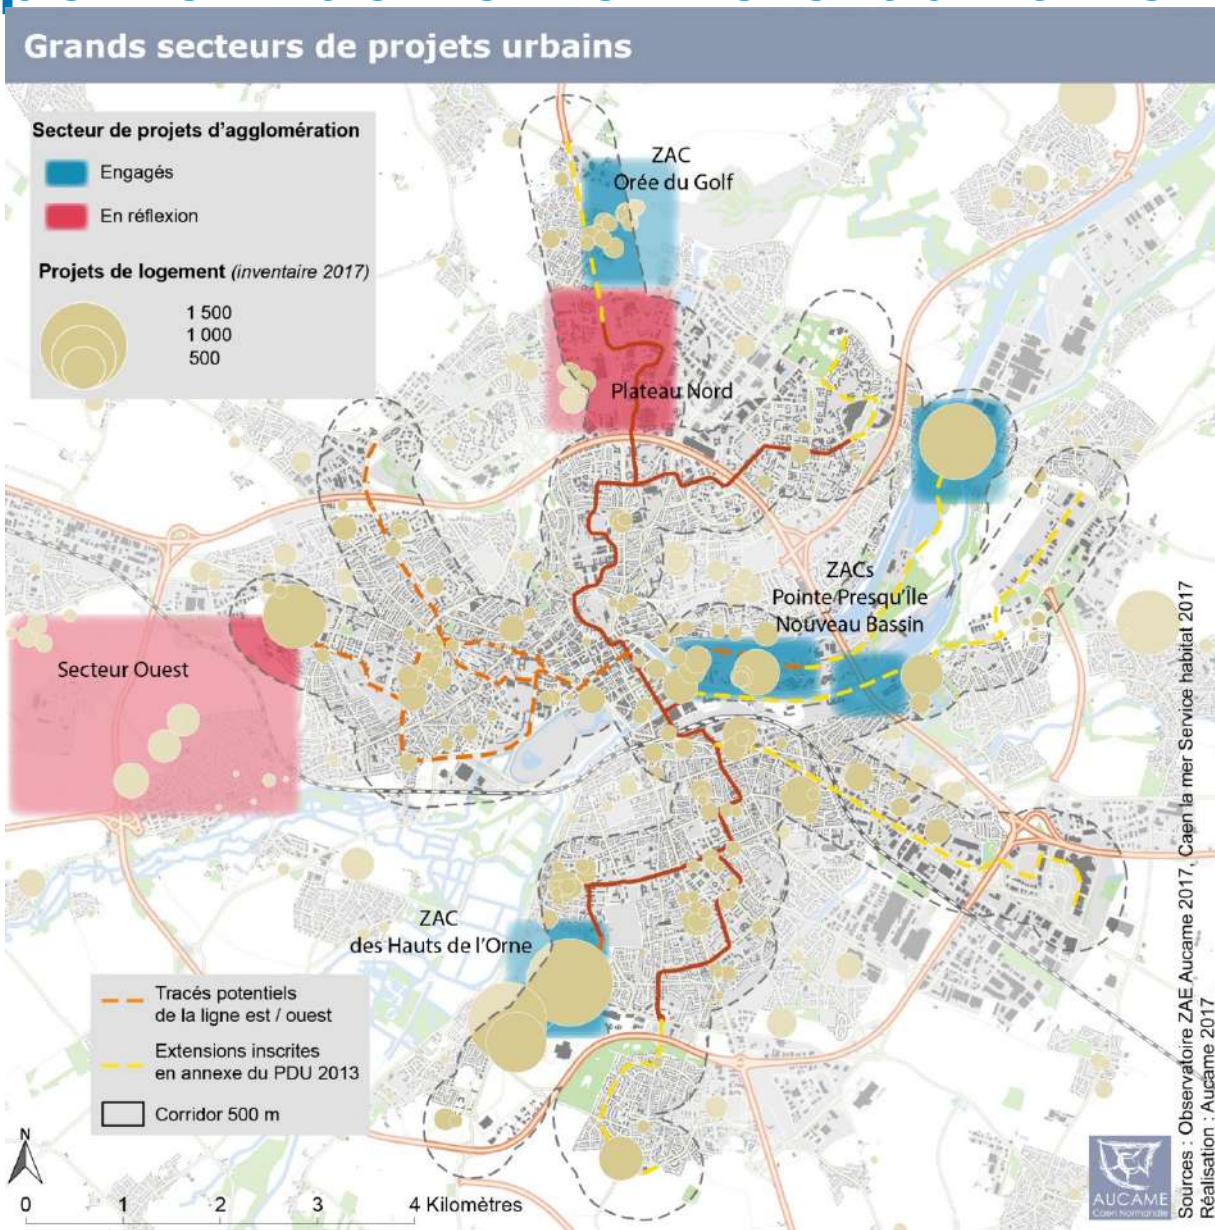 Grands secteurs de projets urbains
Secteur de projets d'agglomération
Engagés
En réflexion
Projets de logement (inventaire 2017)
1 500
1 000
500
ZAC
Orée du Golf
Plateau Nord
ZACs
Pointe Presqu'île
Nouveau Bassin
Secteur Ouest
ZAC
des Hauts de l'Orne
Tracés potentiels
de la ligne est / ouest
Extensions inscrites
en annexe du PDU 2013
Corridor 500 m
N
0 1 2 3 4 Kilomètres
AUCAME
Caen Normandie
Sources : Observatoire ZAE Aucame 2017, Caen la mer Service habitat 2017
Réalisation : Aucame 2017